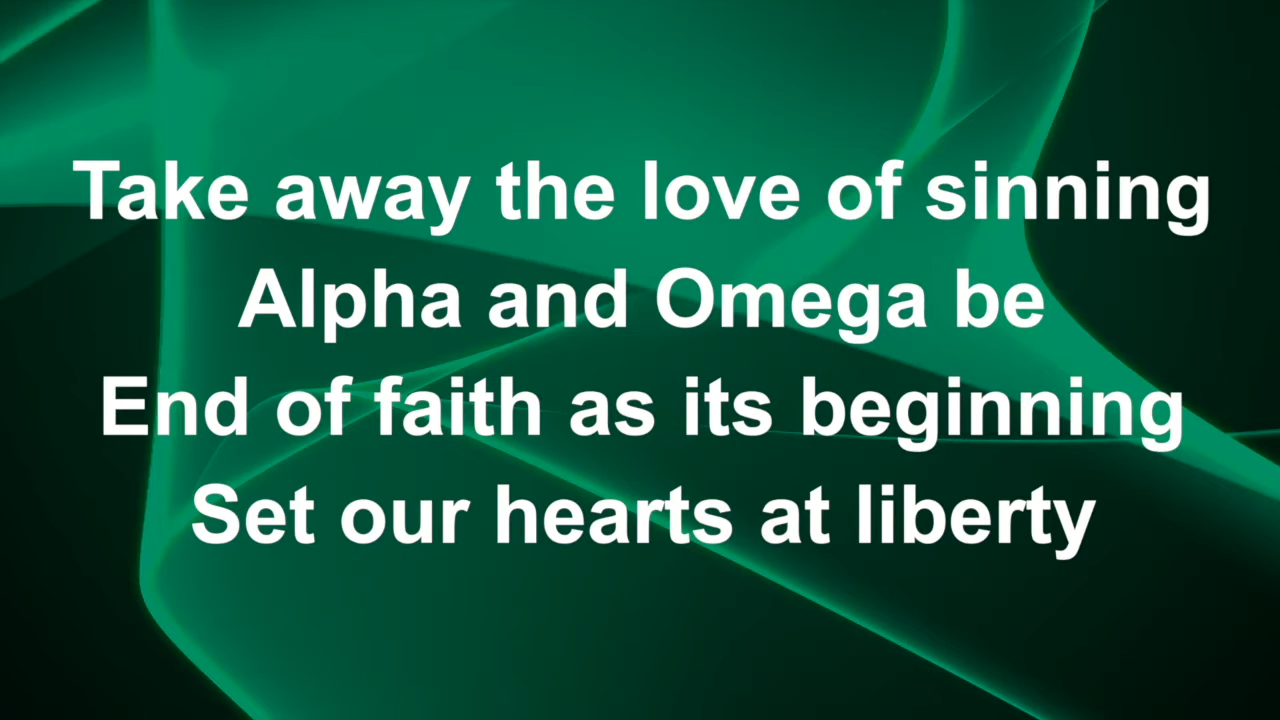 Take away the love of sinning
Alpha and Omega be
End of faith as its beginning
Set our hearts at liberty